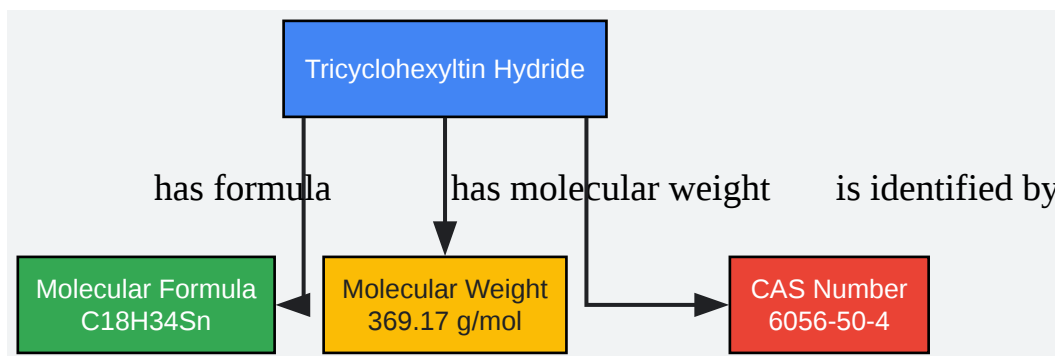 Tricyclohexyltin Hydride
has formula
has molecular weight
is identified by
Molecular Formula
C18H34Sn
Molecular Weight
369.17 g/mol
CAS Number
6056-50-4